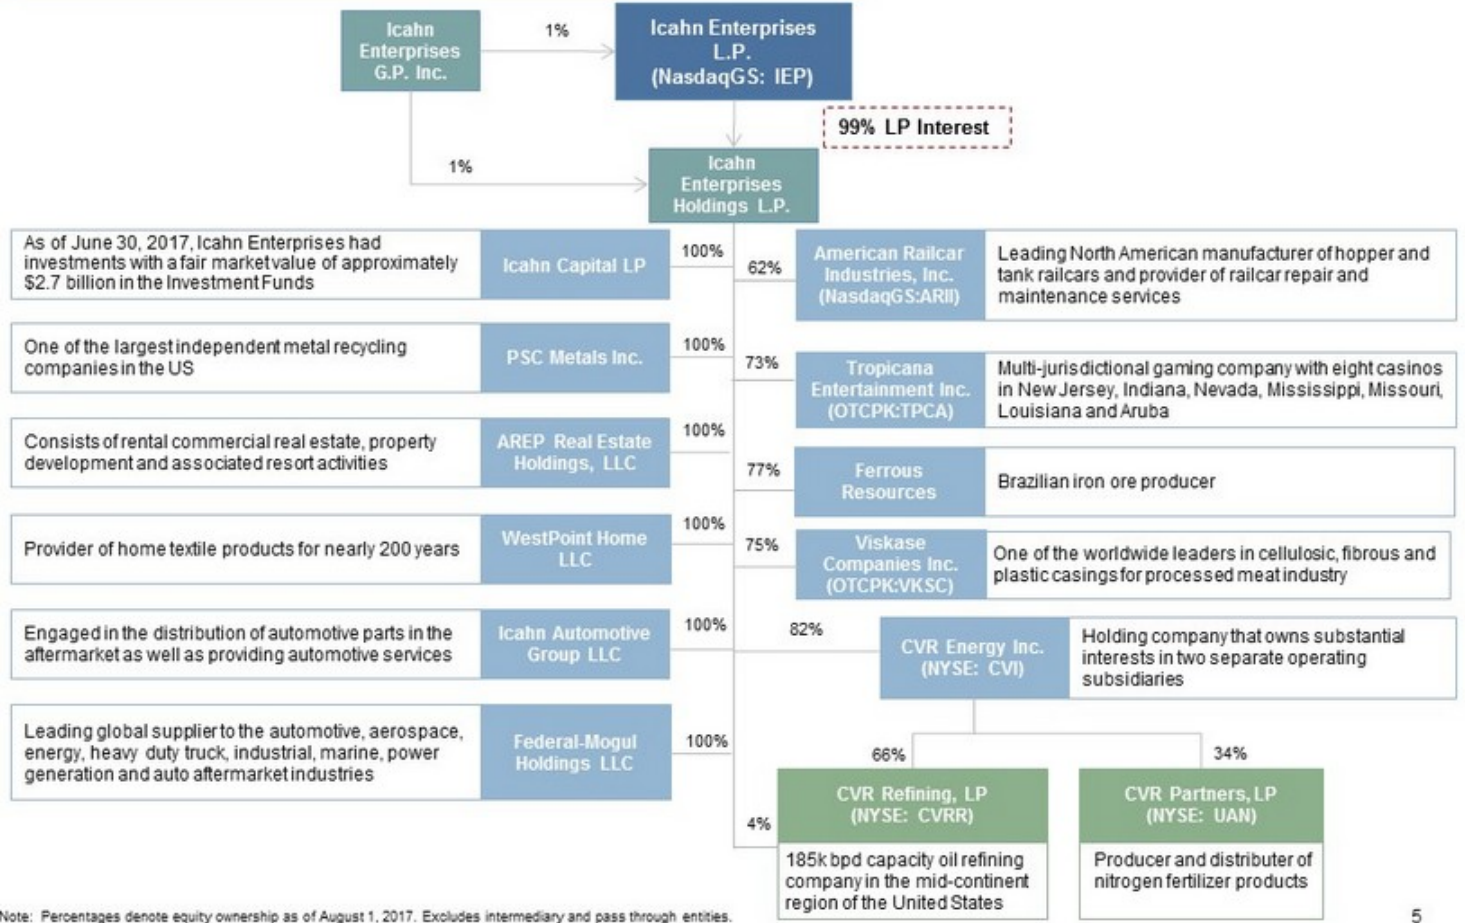 Icahn
Enterprises
G.P. Inc.
1%
Icahn Enterprises
L.P.
(NasdaqGS: IEP)
99% LP Interest
1%
Icahn
Enterprises
Holdings L.P.
As of June 30, 2017, Icahn Enterprises had
investments with a fair market value of approximately
$2.7 billion in the Investment Funds
Icahn Capital LP
100%
62%
American Railcar
Industries, Inc.
(NasdaqGS:ARII)
Leading North American manufacturer of hopper and
tank railcars and provider of railcar repair and
maintenance services
One of the largest independent metal recycling
companies in the US
PSC Metals Inc.
100%
73%
Tropicana
Entertainment Inc.
(OTCPK:TPCA)
Multi-jurisdictional gaming company with eight casinos
in New Jersey, Indiana, Nevada, Mississippi, Missouri,
Louisiana and Aruba
Consists of rental commercial real estate, property
development and associated resort activities
AREP Real Estate
Holdings, LLC
100%
77%
Ferrous
Resources
Brazilian iron ore producer
Provider of home textile products for nearly 200 years
WestPoint Home
LLC
100%
75%
Viskase
Companies Inc.
(OTCPK:VKSC)
One of the worldwide leaders in cellulosic, fibrous and
plastic casings for processed meat industry
Engaged in the distribution of automotive parts in the
aftermarket as well as providing automotive services
Icahn Automotive
Group LLC
100%
82%
CVR Energy Inc.
(NYSE: CVI)
Holding company that owns substantial
interests in two separate operating
subsidiaries
Leading global supplier to the automotive, aerospace,
energy, heavy duty truck, industrial, marine, power
generation and auto aftermarket industries
Federal-Mogul
Holdings LLC
100%
66%
34%
4%
CVR Refining, LP
(NYSE: CVRR)
185k bpd capacity oil refining
company in the mid-continent
region of the United States
CVR Partners, LP
(NYSE: UAN)
Producer and distributer of
nitrogen fertilizer products
Note: Percentages denote equity ownership as of August 1, 2017. Excludes intermediary and pass through entities.
5